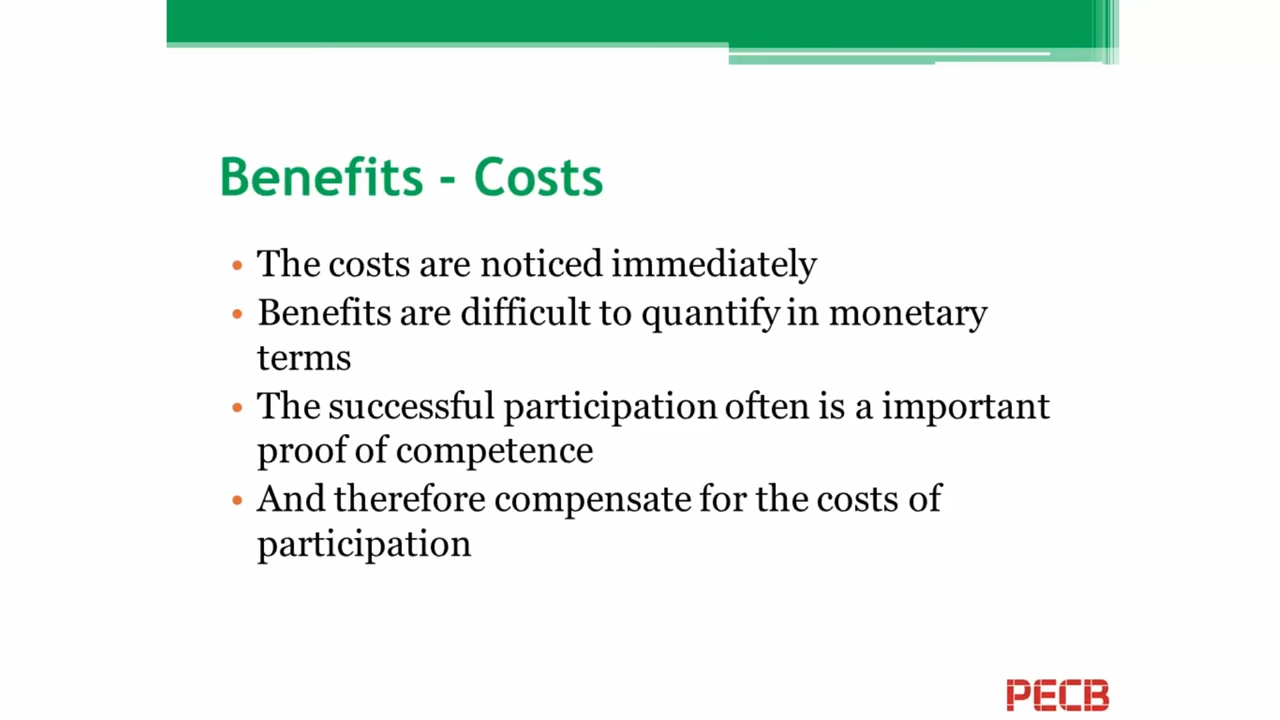 Benefits - Costs
• The costs are noticed immediately
• Benefits are difficult to quantify in monetary
terms
• The successful participation often is a important
proof of competence
• And therefore compensate for the costs of
participation
PECB